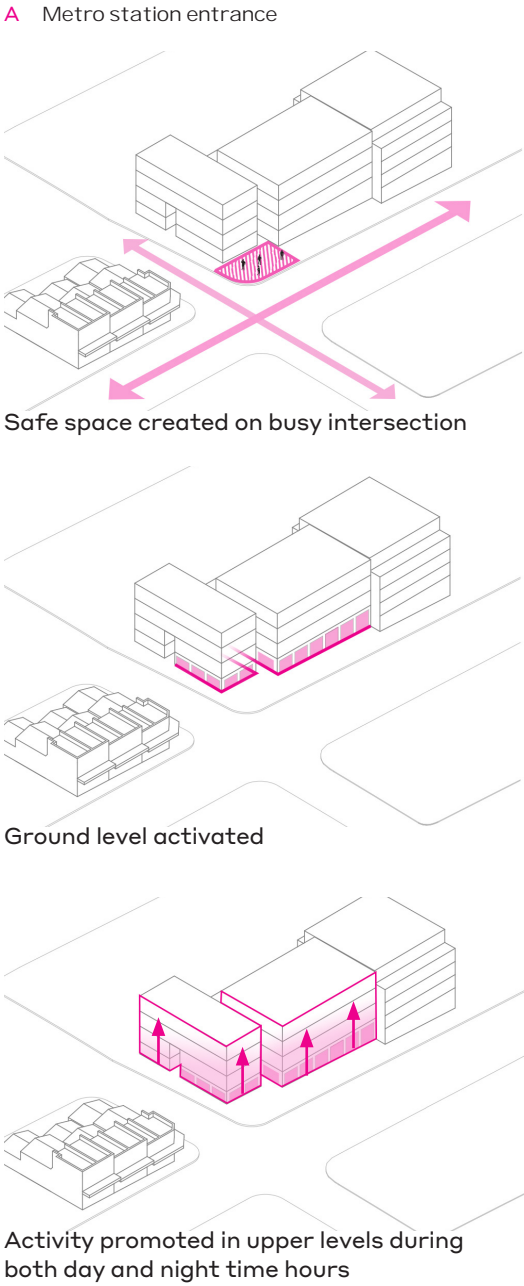 A Metro station entrance
Safe space created on busy intersection
Ground level activated
Activity promoted in upper levels during
both day and night time hours